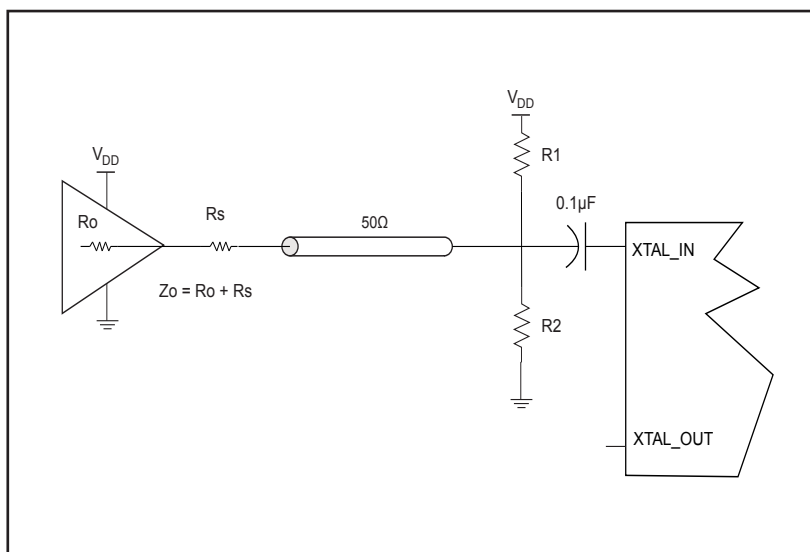 V_DD
R1
V_DD
0.1µF
Ro
Rs
50Ω
XTAL_IN
Zo = Ro + Rs
R2
XTAL_OUT